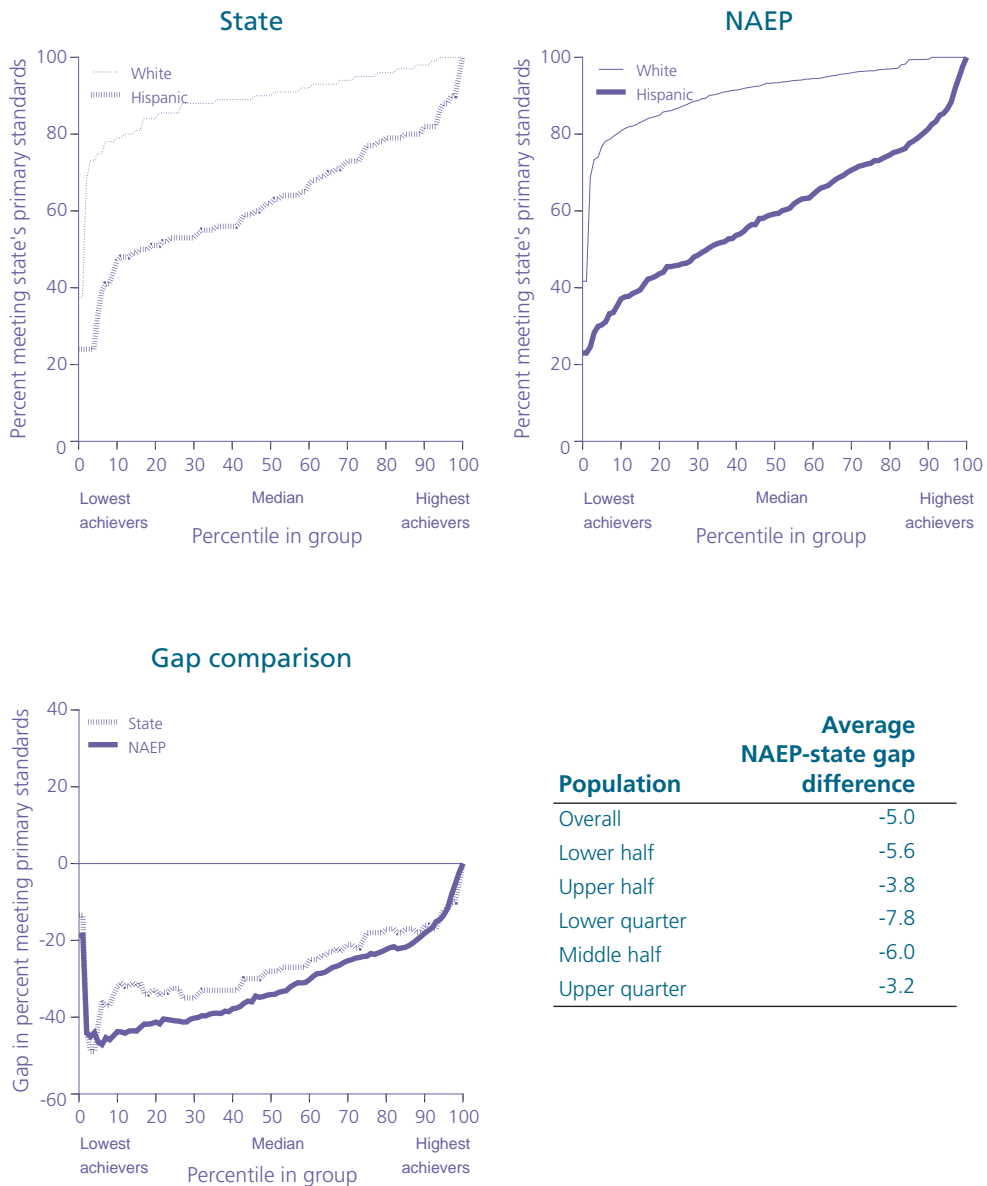 State
Percent meeting state's primary standards
100
80
60
40
20
0
White
Hispanic
0 10 20 30 40 50 60 70 80 90 100
Lowest achievers
Median
Highest achievers
Percentile in group
NAEP
Percent meeting state's primary standards
100
80
60
40
20
0
White
Hispanic
0 10 20 30 40 50 60 70 80 90 100
Lowest achievers
Median
Highest achievers
Percentile in group
Gap comparison
Gap in percent meeting primary standards
40
20
0
-20
-40
-60
State
NAEP
0 10 20 30 40 50 60 70 80 90 100
Lowest achievers
Median
Highest achievers
Percentile in group
Average
NAEP-state gap
Population difference
Overall -5.0
Lower half -5.6
Upper half -3.8
Lower quarter -7.8
Middle half -6.0
Upper quarter -3.2